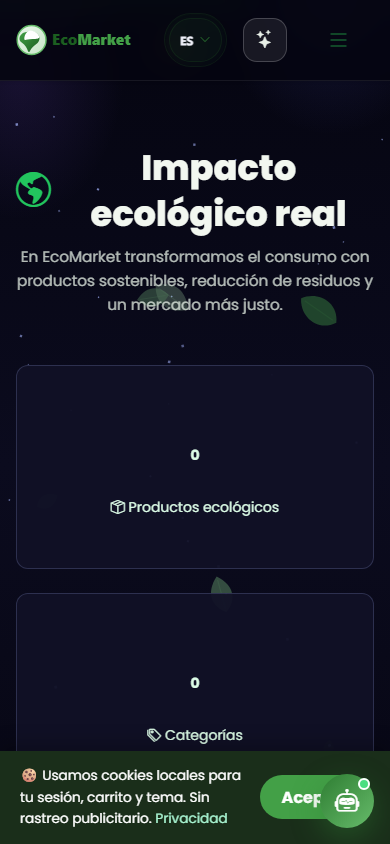 EcoMarket
ES
Impacto
ecológico real
En EcoMarket transformamos el consumo con
productos sostenibles, reducción de residuos y
un mercado más justo.
0
Productos ecológicos
0
Categorías
Usamos cookies locales para
tu sesión, carrito y tema. Sin
rastreo publicitario. Privacidad